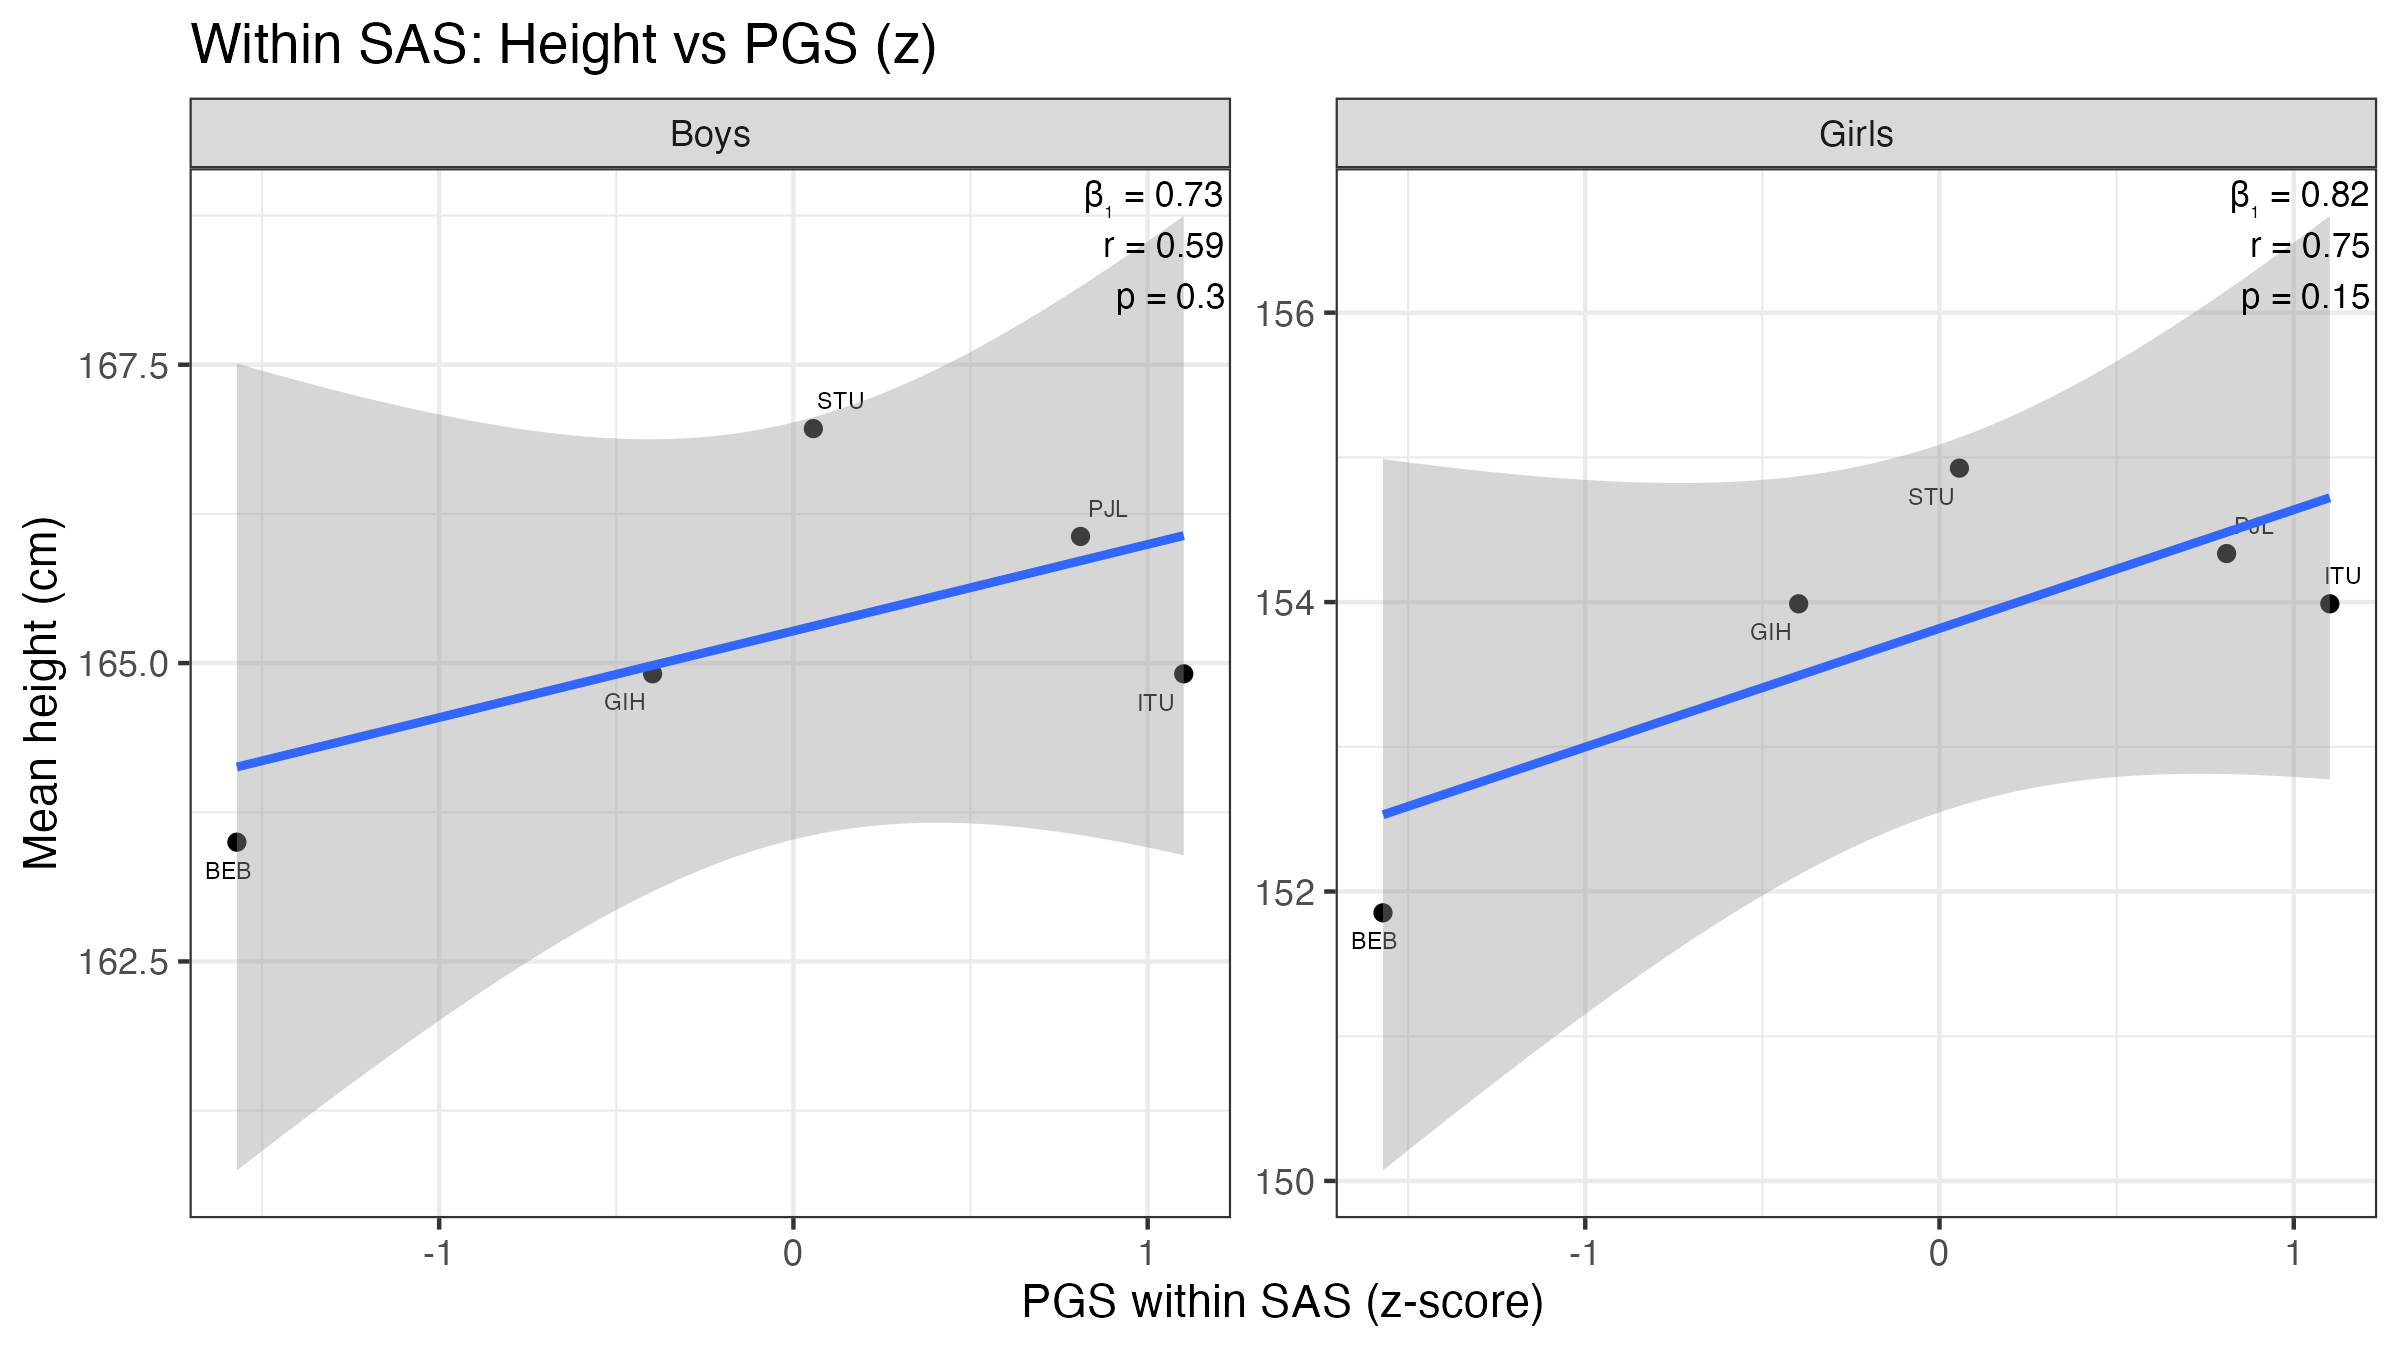 Within SAS: Height vs PGS (z)
Boys
Girls
β₁ = 0.73
r = 0.59
p = 0.3
β₁ = 0.82
r = 0.75
p = 0.15
Mean height (cm)
167.5
165.0
162.5
STU
PJL
GIH
ITU
BEB
156
154
152
150
STU
PJL
ITU
GIH
BEB
-1
0
1
-1
0
1
PGS within SAS (z-score)